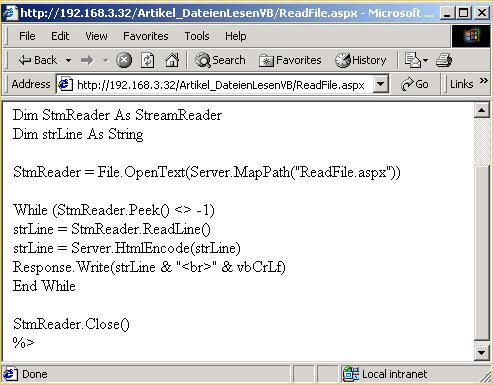 http://192.168.3.32/Artikel_DateienLesenVB/ReadFile.aspx - Microsoft ...
File Edit View Favorites Tools Help
Back Search Favorites History
Address http://192.168.3.32/Artikel_DateienLesenVB/ReadFile.aspx Go Links »
Dim StmReader As StreamReader
Dim strLine As String
StmReader = File.OpenText(Server.MapPath("ReadFile.aspx"))
While (StmReader.Peek() <> -1)
strLine = StmReader.ReadLine()
strLine = Server.HtmlEncode(strLine)
Response.Write(strLine & "<br>" & vbCrLf)
End While
StmReader.Close()
%>
Done Local intranet